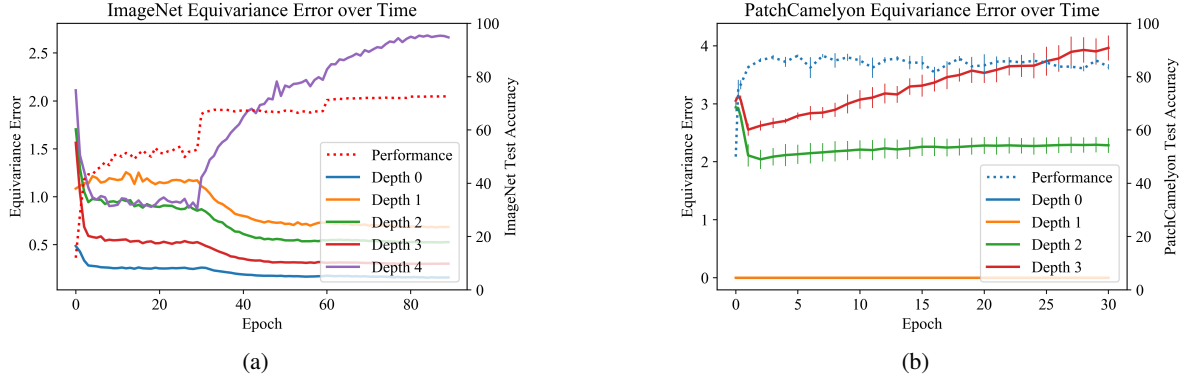 ImageNet Equivariance Error over Time
Equivariance Error
2.5
2.0
1.5
1.0
0.5
100
80
60
40
20
0
ImageNet Test Accuracy
Performance
Depth 0
Depth 1
Depth 2
Depth 3
Depth 4
0 20 40 60 80
Epoch
(a)
PatchCamelyon Equivariance Error over Time
Equivariance Error
4
3
2
1
0
100
80
60
40
20
0
PatchCamelyon Test Accuracy
Performance
Depth 0
Depth 1
Depth 2
Depth 3
0 5 10 15 20 25 30
Epoch
(b)